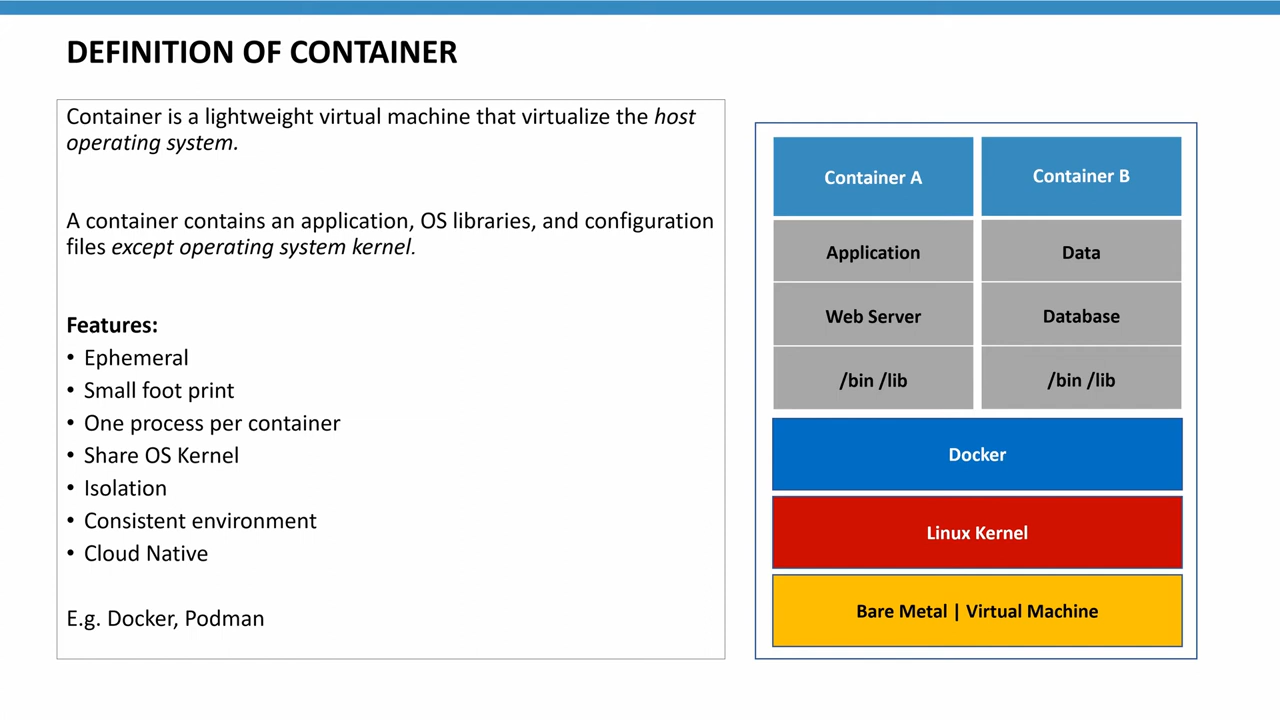 DEFINITION OF CONTAINER
Container is a lightweight virtual machine that virtualize the host
operating system.
A container contains an application, OS libraries, and configuration
files except operating system kernel.
Features:
• Ephemeral
• Small foot print
• One process per container
• Share OS Kernel
• Isolation
• Consistent environment
• Cloud Native
E.g. Docker, Podman
Container A
Container B
Application
Data
Web Server
Database
/bin /lib
/bin /lib
Docker
Linux Kernel
Bare Metal | Virtual Machine